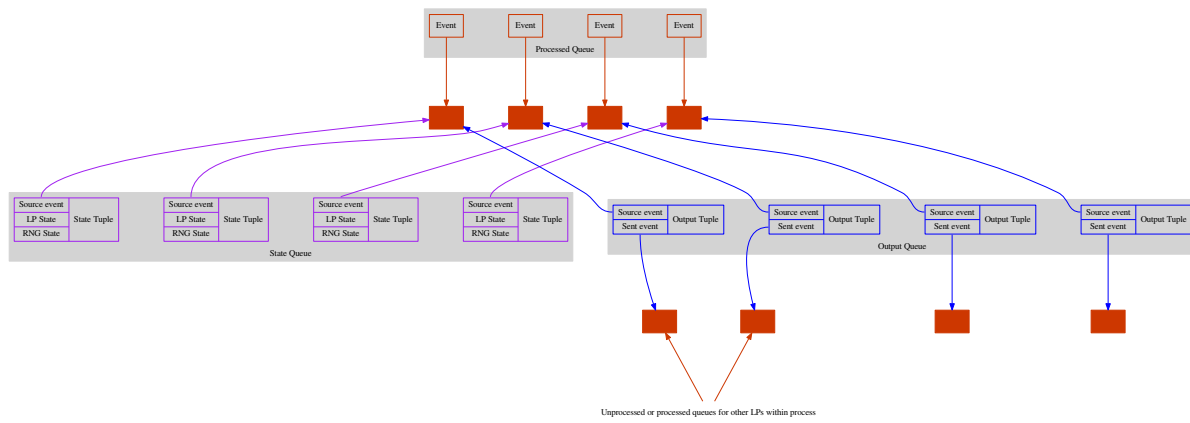 Event Event Event Event
Processed Queue
Source event Source event Source event Source event
LP State State Tuple LP State State Tuple LP State State Tuple LP State State Tuple
RNG State RNG State RNG State RNG State
State Queue
Source event Output Tuple Source event Output Tuple Source event Output Tuple Source event Output Tuple
Sent event Sent event Sent event Sent event
Output Queue
Unprocessed or processed queues for other LPs within process